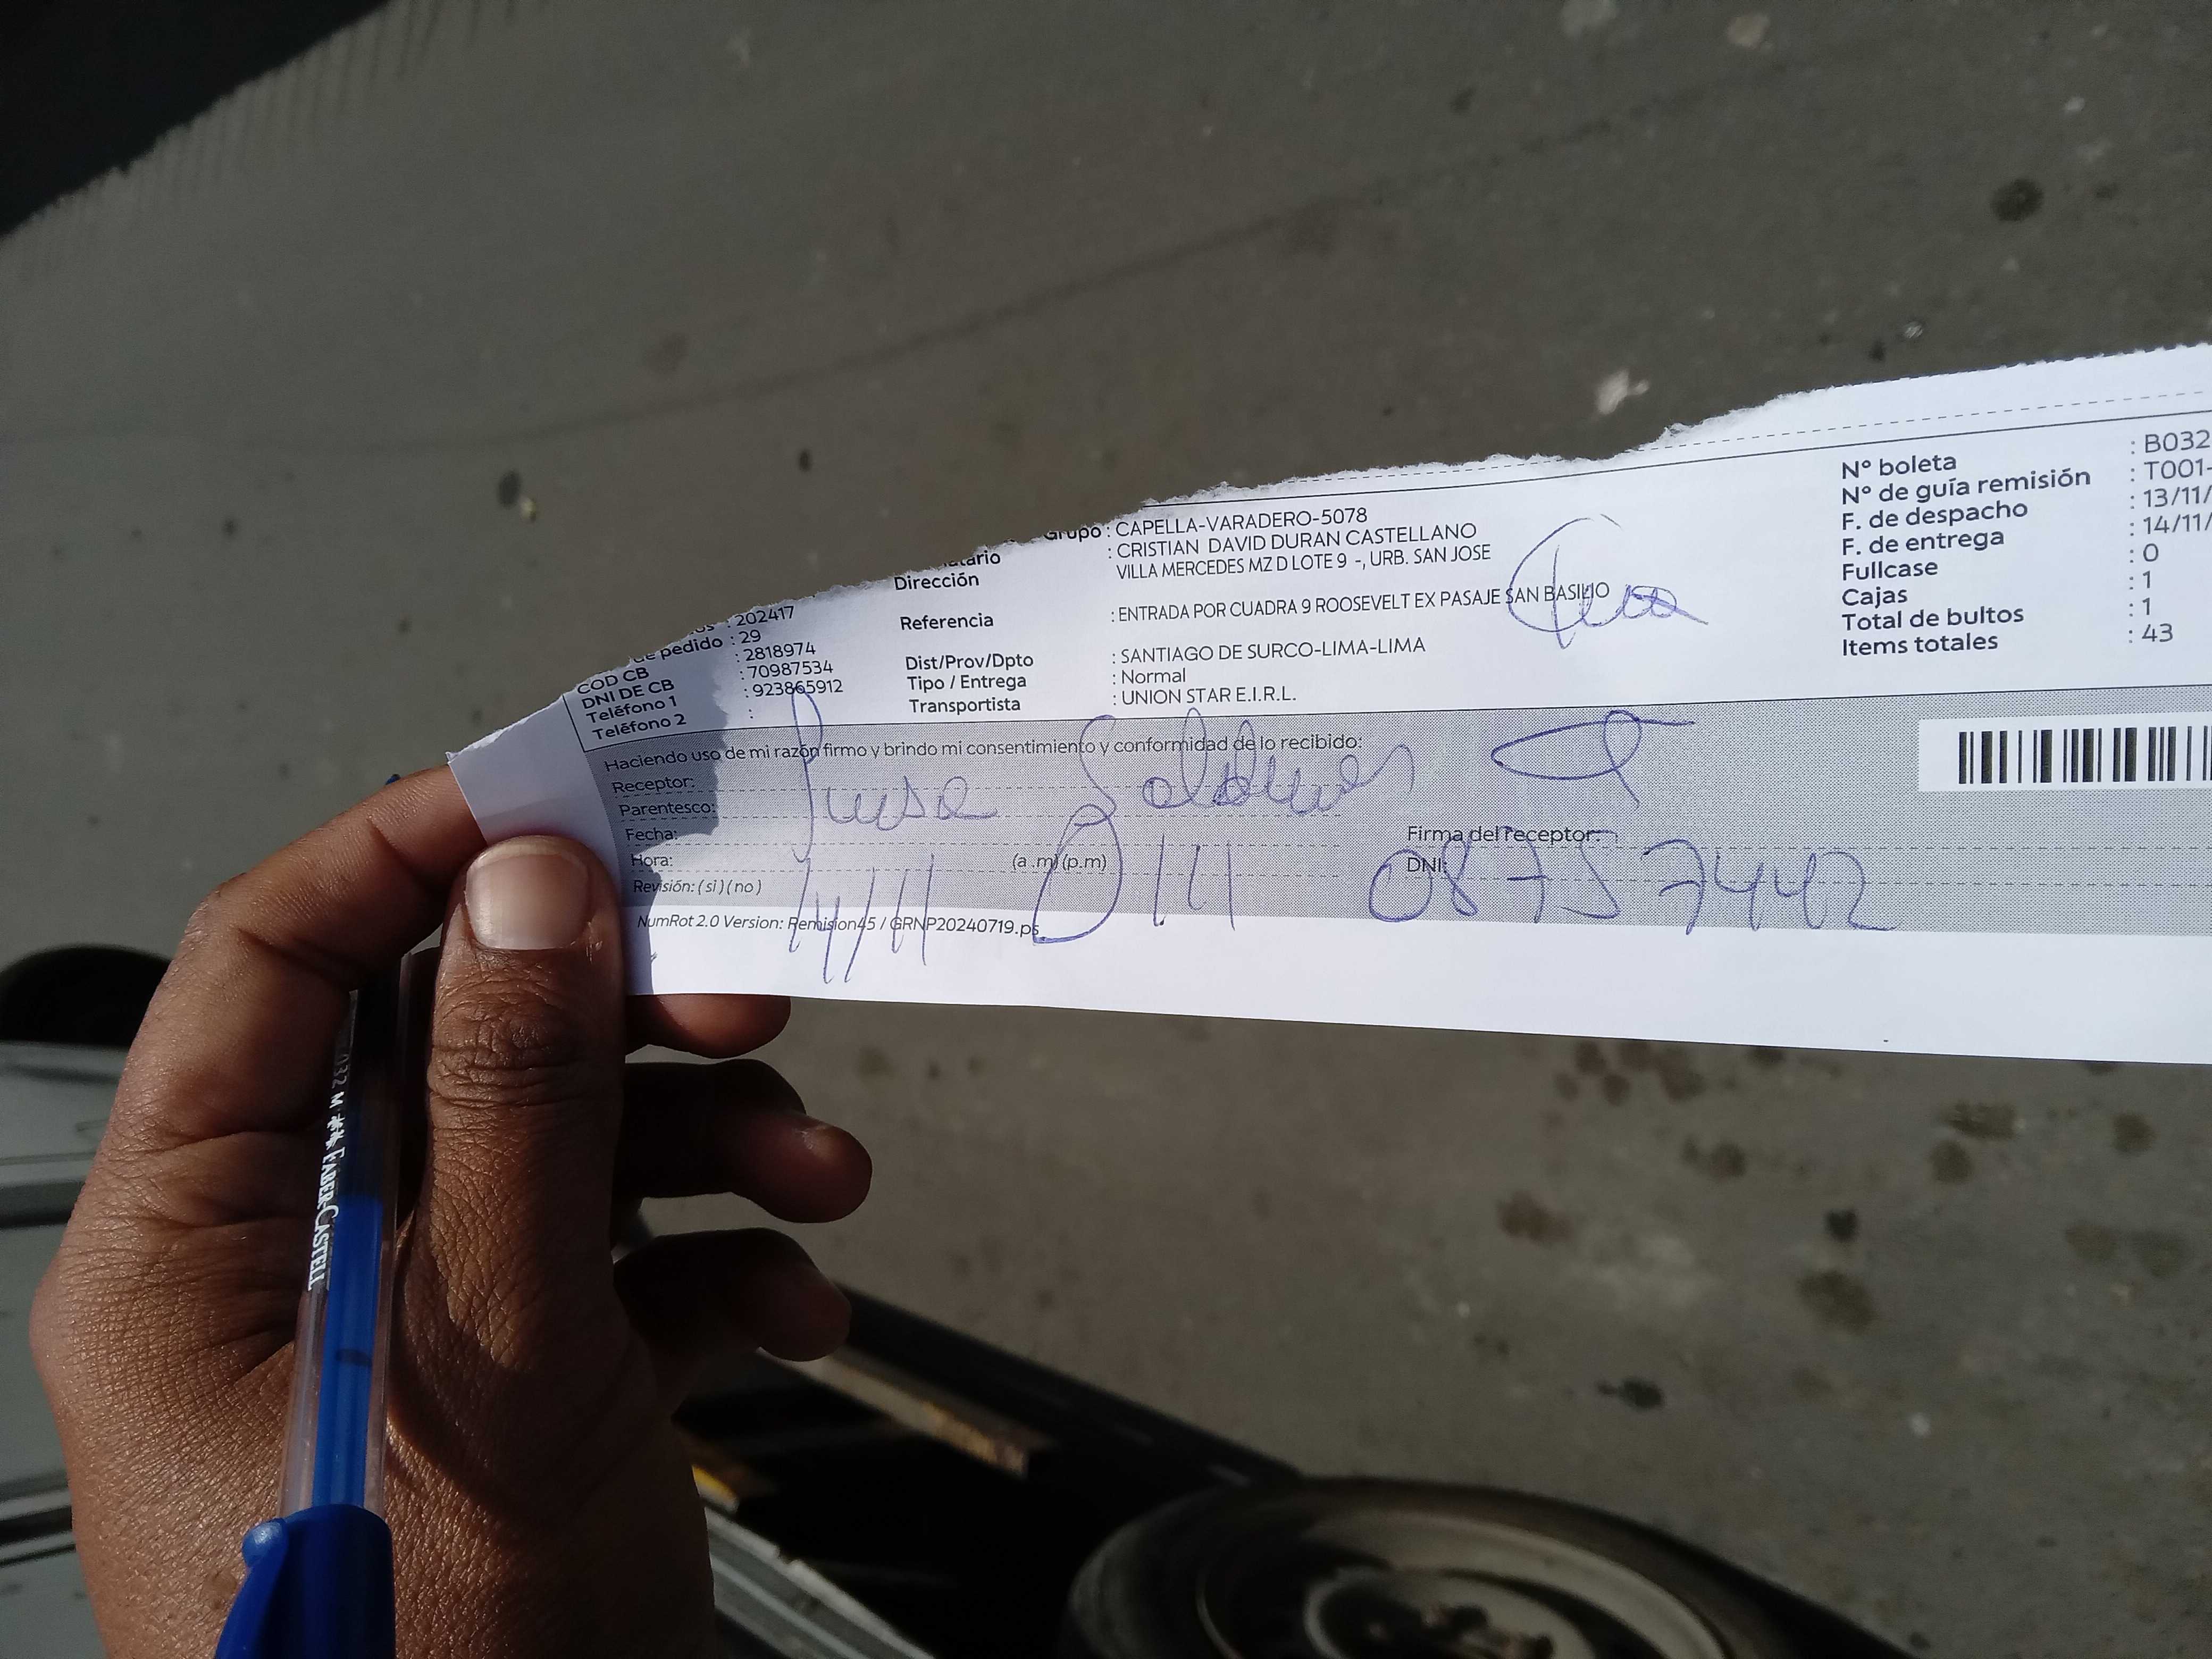 Grupo : CAPELLA-VARADERO-5078
: CRISTIAN DAVID DURAN CASTELLANO
Dirección VILLA MERCEDES MZ D LOTE 9 -, URB. SAN JOSE
Referencia : ENTRADA POR CUADRA 9 ROOSEVELT EX PASAJE SAN BASILIO
Dist/Prov/Dpto : SANTIAGO DE SURCO-LIMA-LIMA
Tipo / Entrega : Normal
Transportista : UNION STAR E.I.R.L.
: 202417
de pedido : 29
COD CB : 2818974
DNI DE CB : 70987534
Teléfono 1 : 923865912
Teléfono 2 :
N° boleta : B032
N° de guía remisión : T001-
F. de despacho : 13/11/
F. de entrega : 14/11/
Fullcase : 0
Cajas : 1
Total de bultos : 1
Items totales : 43
Haciendo uso de mi razón firmo y brindo mi consentimiento y conformidad de lo recibido:
Receptor: Luisa
Parentesco:
Fecha:
Firma del receptor:
Hora: (a .m) (p.m)
DNI: 08757442
Revisión: ( si ) ( no )
14/11
NumRot 2.0 Version: Remision45 / GRNP20240719.ps
032 M FABER-CASTELL